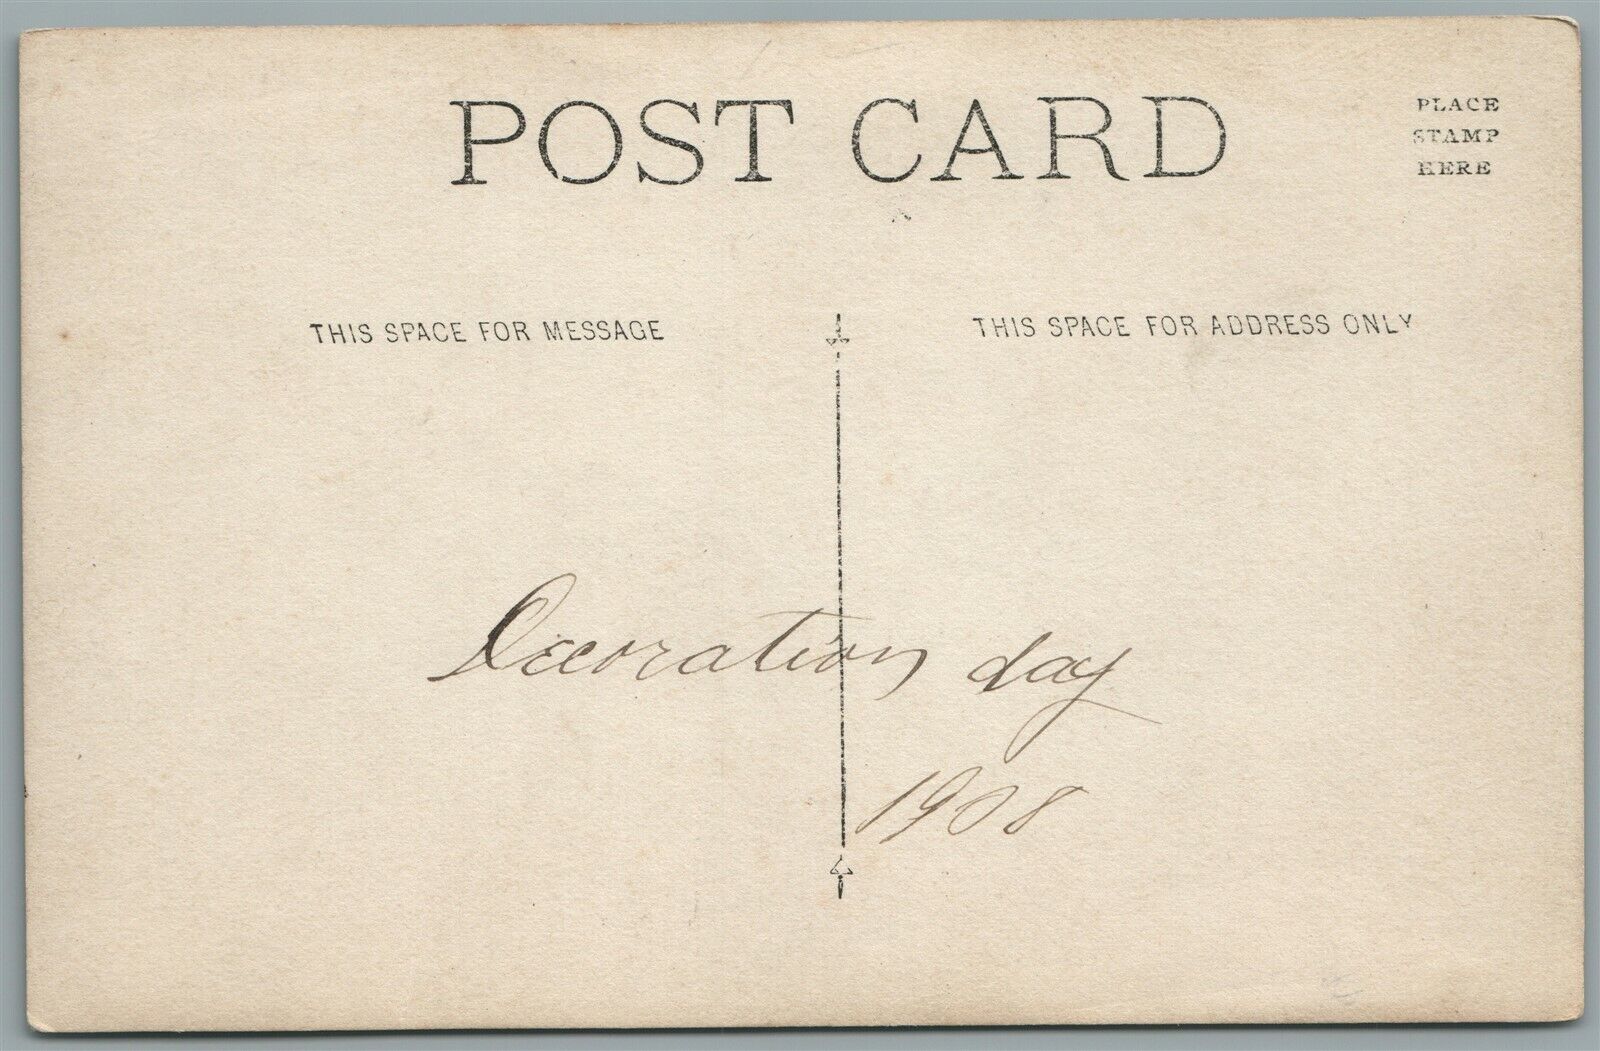 POST CARD
PLACE
STAMP
HERE
THIS SPACE FOR MESSAGE
THIS SPACE FOR ADDRESS ONLY
Decoration day
1908